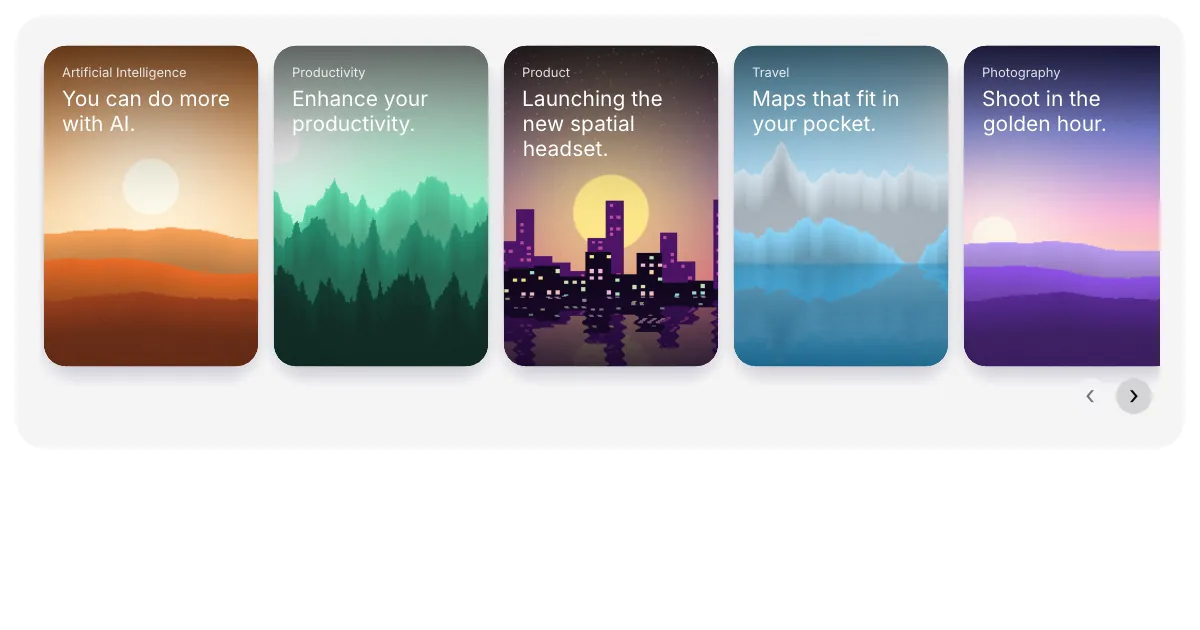 Artificial Intelligence
You can do more
with AI.
Productivity
Enhance your
productivity.
Product
Launching the
new spatial
headset.
Travel
Maps that fit in
your pocket.
Photography
Shoot in the
golden hour.